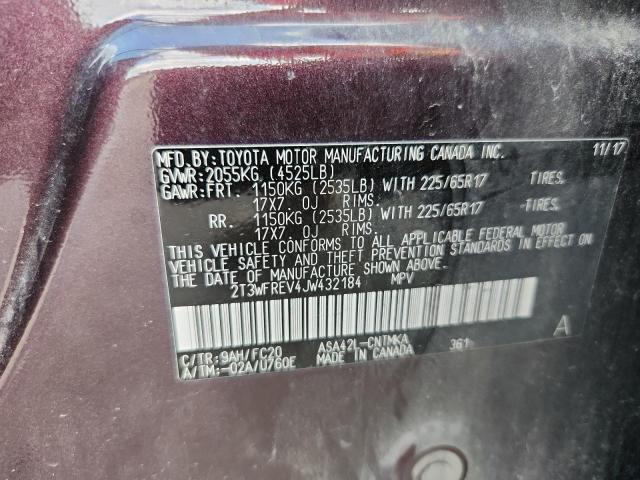 MFD.BY:TOYOTA MOTOR MANUFACTURING CANADA INC. 11/17
GVWR:2055KG (4525LB)
GAWR:FRT. 1150KG (2535LB) WITH 225/65R17 TIRES.
17X7. 0J RIMS.
RR. 1150KG (2535LB) WITH 225/65R17 TIRES.
17X7. 0J RIMS.
THIS VEHICLE CONFORMS TO ALL APPLICABLE FEDERAL MOTOR
VEHICLE SAFETY AND THEFT PREVENTION STANDARDS IN EFFECT ON
THE DATE OF MANUFACTURE SHOWN ABOVE.
2T3WFREV4JW432184 MPV
A
C/TR:9AH/FC20 ASA42L-CNTMKA 361
A/TM:-02A/U760E MADE IN CANADA